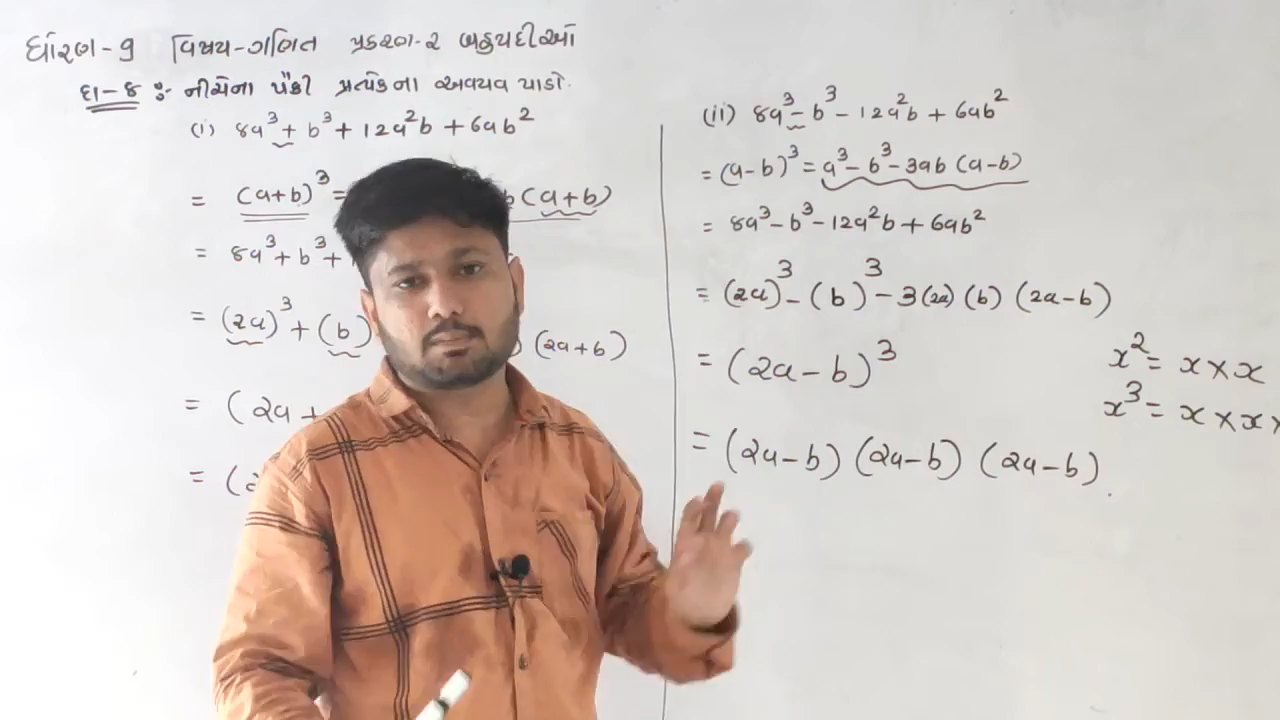 ધોરણ-9 વિષય-ગણિત પ્રકરણ-2 બહુપદીઓ
દા-8 :- નીચેના પૈકી પ્રત્યેકના અવયવ પાડો.
(i) 8a³ + b³ + 12a²b + 6ab²
= (a+b)³ = b (a+b)
= 8a³ + b³ +
= (2a)³ + (b) (2a+b)
= (2a +
= (2
(ii) 8a³ - b³ - 12a²b + 6ab²
= (a-b)³ = a³ - b³ - 3ab (a-b)
= 8a³ - b³ - 12a²b + 6ab²
= (2a)³ - (b)³ - 3(2a) (b) (2a-b)
= (2a-b)³
= (2a-b) (2a-b) (2a-b).
x² = x × x
x³ = x × x ×